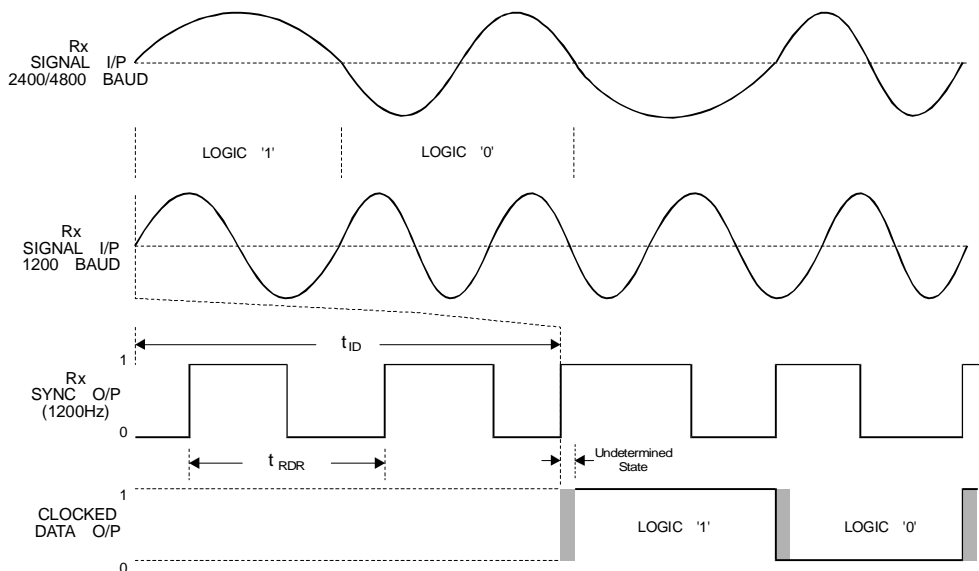 Rx
SIGNAL I/P
2400/4800 BAUD
LOGIC '1'
LOGIC '0'
Rx
SIGNAL I/P
1200 BAUD
t ID
1
Rx
SYNC O/P
(1200Hz)
0
t RDR
Undetermined
State
1
CLOCKED
DATA O/P
LOGIC '1'
LOGIC '0'
0